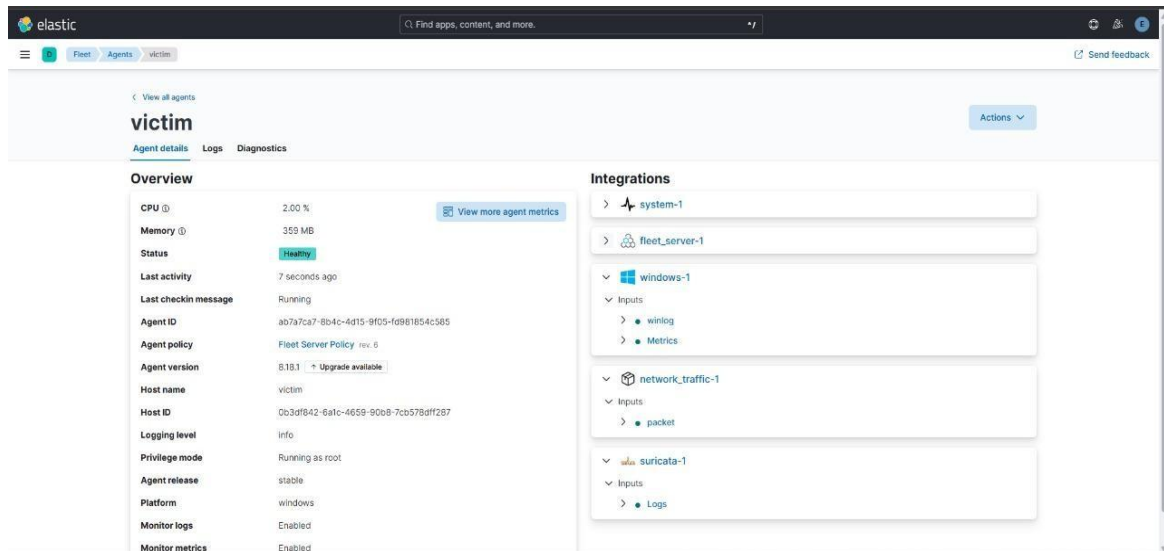 elastic
Find apps, content, and more.
*/
E
D
Fleet
Agents
victim
Send feedback
View all agents
victim
Actions
Agent details Logs Diagnostics
Overview
CPU 2.00 %
View more agent metrics
Memory 359 MB
Status Healthy
Last activity 7 seconds ago
Last checkin message Running
Agent ID ab7a7ca7-8b4c-4d15-9f05-fd981854c585
Agent policy Fleet Server Policy rev. 6
Agent version 8.18.1 Upgrade available
Host name victim
Host ID 0b3df842-6a1c-4659-90b8-7cb578dff287
Logging level info
Privilege mode Running as root
Agent release stable
Platform windows
Monitor logs Enabled
Monitor metrics Enabled
Integrations
system-1
fleet_server-1
windows-1
Inputs
winlog
Metrics
network_traffic-1
Inputs
packet
suricata-1
Inputs
Logs